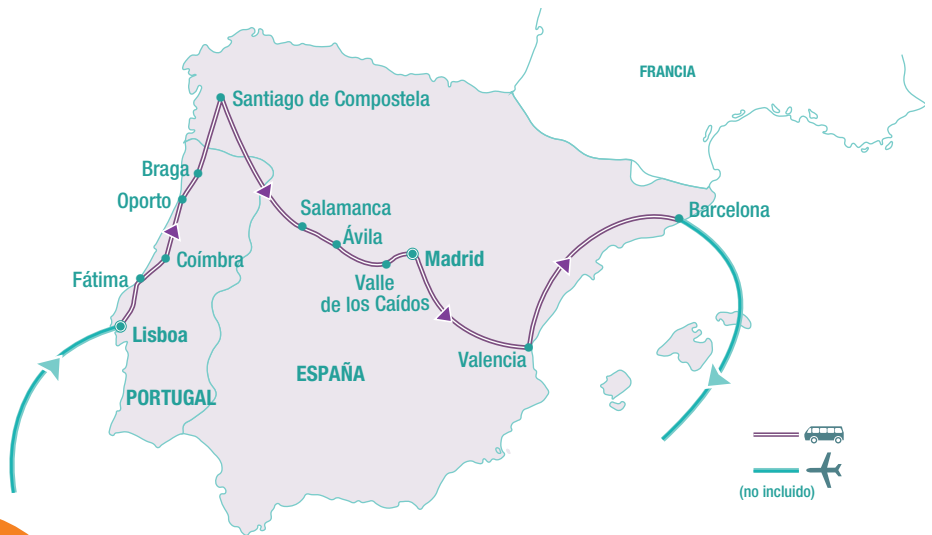 FRANCIA
Santiago de Compostela
Braga
Oporto
Salamanca
Barcelona
Ávila
Coímbra
Madrid
Fátima
Valle
de los Caídos
Lisboa
Valencia
ESPAÑA
PORTUGAL
(no incluido)